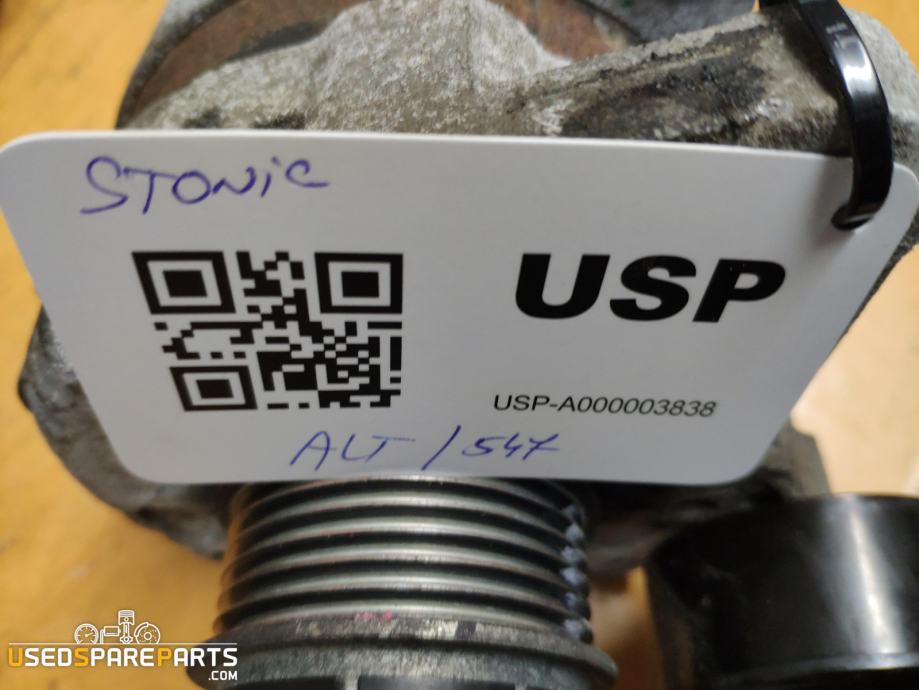 STONiC
USP
USP-A000003838
ALT / 547
USEDSPAREPARTS
.COM